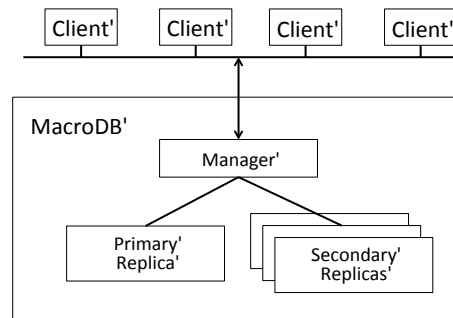 Client' Client' Client' Client'
MacroDB'
Manager'
Primary'
Replica'
Secondary'
Replicas'